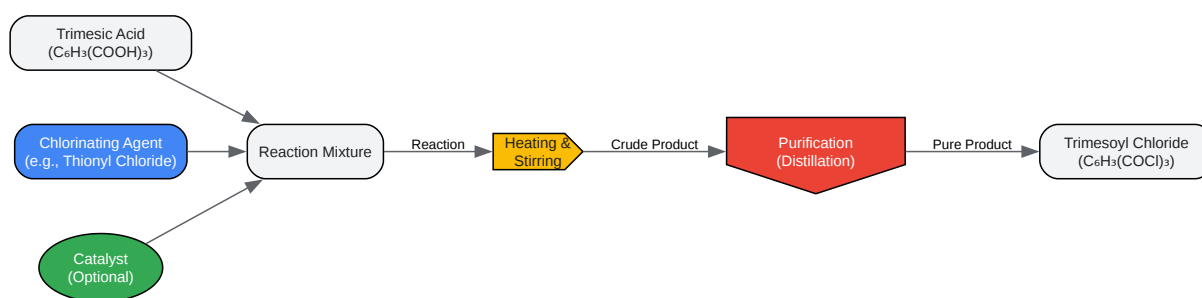 Trimesic Acid
(C₆H₃(COOH)₃)
Chlorinating Agent
(e.g., Thionyl Chloride)
Catalyst
(Optional)
Reaction Mixture
Reaction
Heating &
Stirring
Crude Product
Purification
(Distillation)
Pure Product
Trimesoyl Chloride
(C₆H₃(COCl)₃)